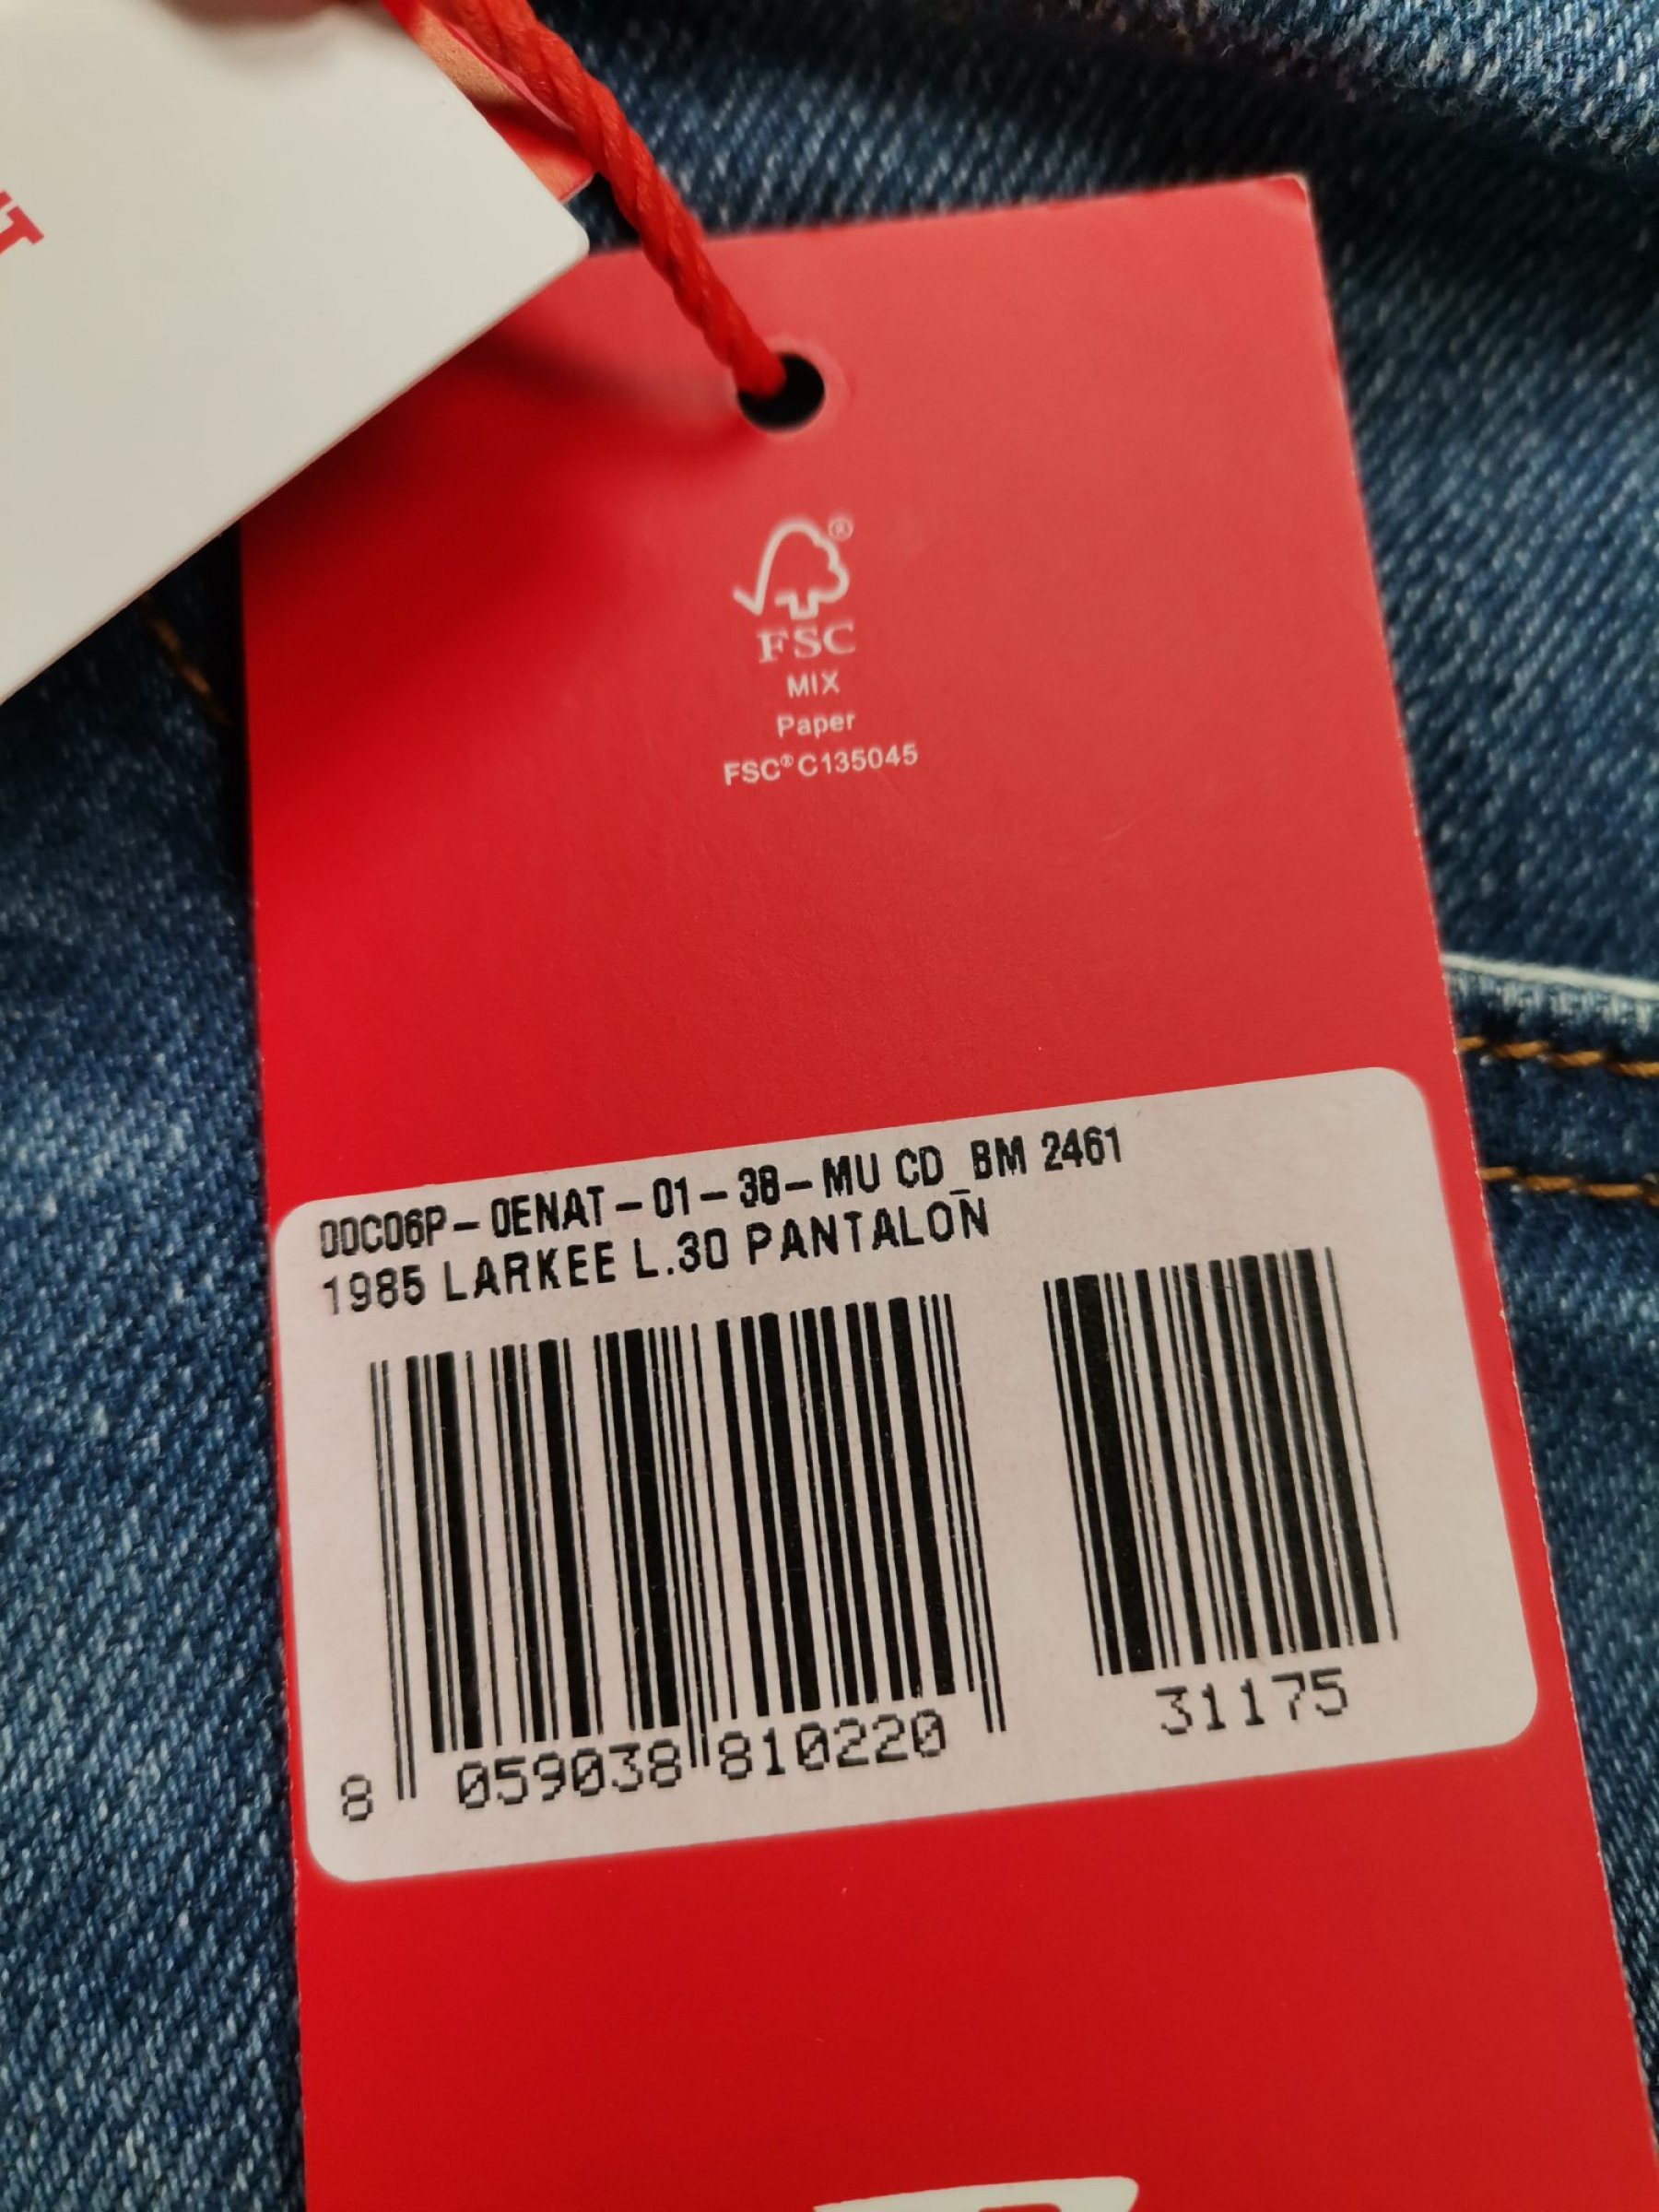 FSC
MIX
Paper
FSC® C135045
00C06P-0ENAT-01-38-MU CD_BM 2461
1985 LARKEE L.30 PANTALON
8 059038 810220
31175